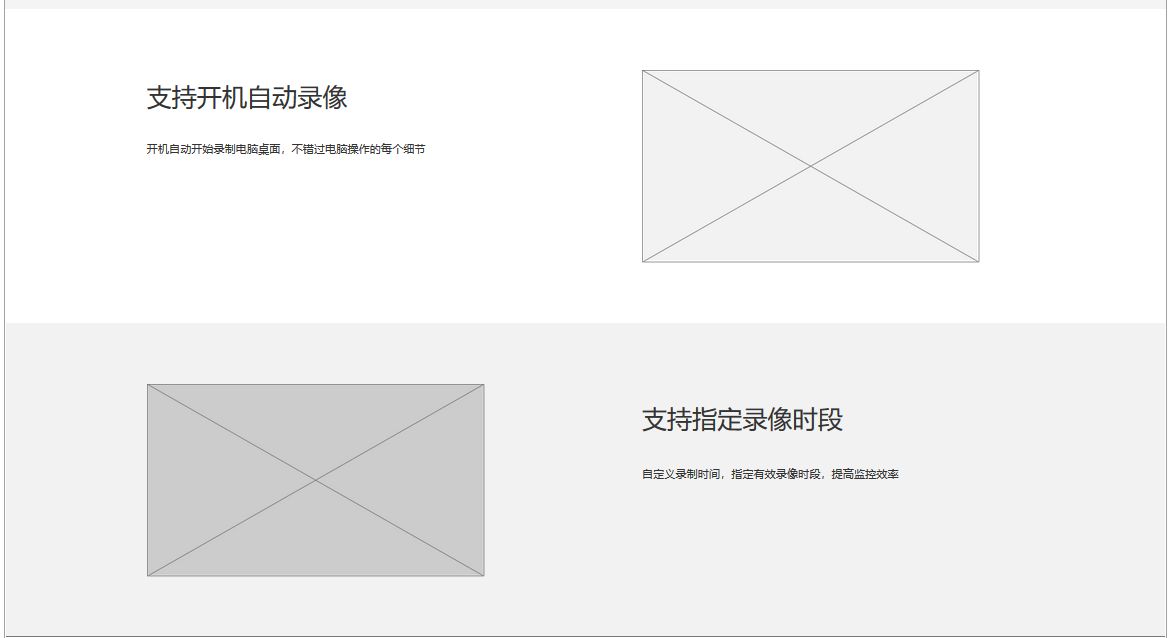 支持开机自动录像
开机自动开始录制电脑桌面，不错过电脑操作的每个细节
支持指定录像时段
自定义录制时间，指定有效录像时段，提高监控效率